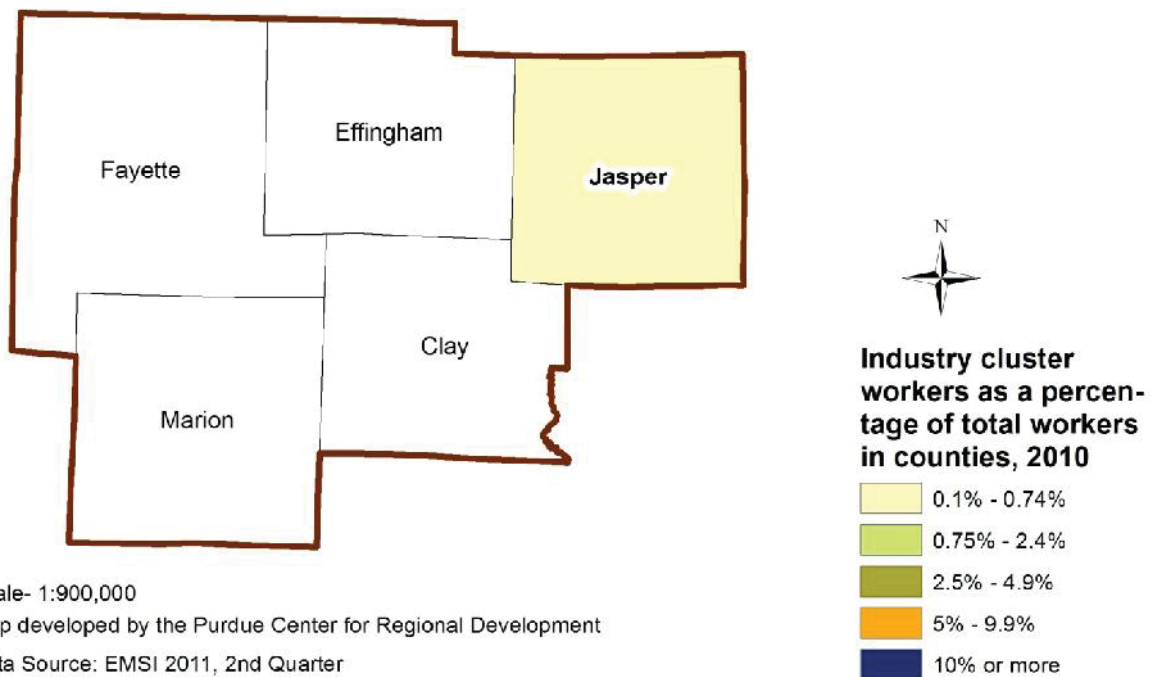 Effingham
Fayette
Jasper
Clay
Marion
N
Industry cluster
workers as a percen-
tage of total workers
in counties, 2010
0.1% - 0.74%
0.75% - 2.4%
2.5% - 4.9%
5% - 9.9%
10% or more
ale- 1:900,000
p developed by the Purdue Center for Regional Development
ta Source: EMSI 2011, 2nd Quarter